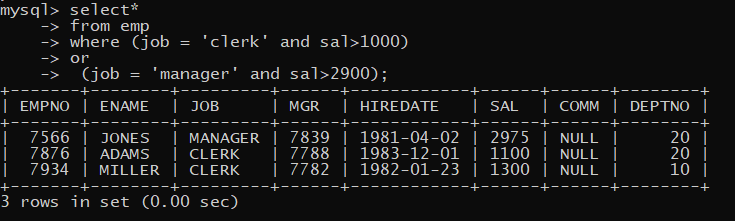 mysql> select*
    -> from emp
    -> where (job = 'clerk' and sal>1000)
    -> or
    ->  (job = 'manager' and sal>2900);
+-------+--------+---------+------+------------+------+------+--------+
| EMPNO | ENAME  | JOB     | MGR  | HIREDATE   | SAL  | COMM | DEPTNO |
+-------+--------+---------+------+------------+------+------+--------+
|  7566 | JONES  | MANAGER | 7839 | 1981-04-02 | 2975 | NULL |     20 |
|  7876 | ADAMS  | CLERK   | 7788 | 1983-12-01 | 1100 | NULL |     20 |
|  7934 | MILLER | CLERK   | 7782 | 1982-01-23 | 1300 | NULL |     10 |
+-------+--------+---------+------+------------+------+------+--------+
3 rows in set (0.00 sec)